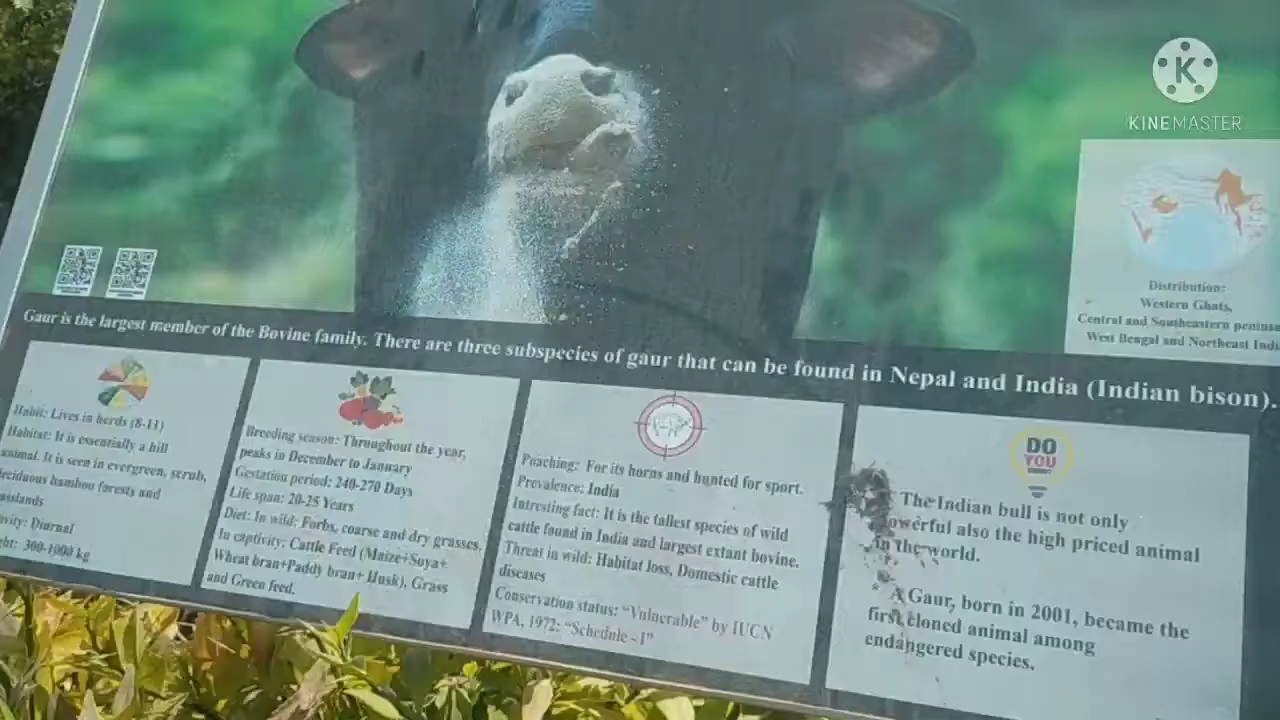 K
KINEMASTER
Distribution:
Western Ghats,
Central and Southeastern
West Bengal and Northeast
Gaur is the largest member of the Bovine family. There are three subspecies of gaur that can be found in Nepal and India (Indian bison).
Habit: Lives in herds (8-11)
Habitat: It is essentially a hill
animal. It is seen in evergreen, scrub,
deciduous bamboo forests and
Diurnal
300-1000 kg
Breeding season: Throughout the year,
peaks in December to January
Gestation period: 240-270 Days
Life span: 20-25 Years
Diet: In wild: Forbs, coarse and dry grasses.
In captivity: Cattle Feed (Maize+Soya+
Wheat bran+Paddy bran+ Husk), Grass
and Green feed.
Poaching: For its horns and hunted for sport.
Prevalence: India
Intresting fact: It is the tallest species of wild
cattle found in India and largest extant bovine.
Threat in wild: Habitat loss, Domestic cattle
diseases
Conservation status: “Vulnerable” by IUCN
WPA, 1972: “Schedule - I”
DO
YOU
The Indian bull is not only
powerful also the high priced animal
in the world.
* A Gaur, born in 2001, became the
first cloned animal among
endangered species.